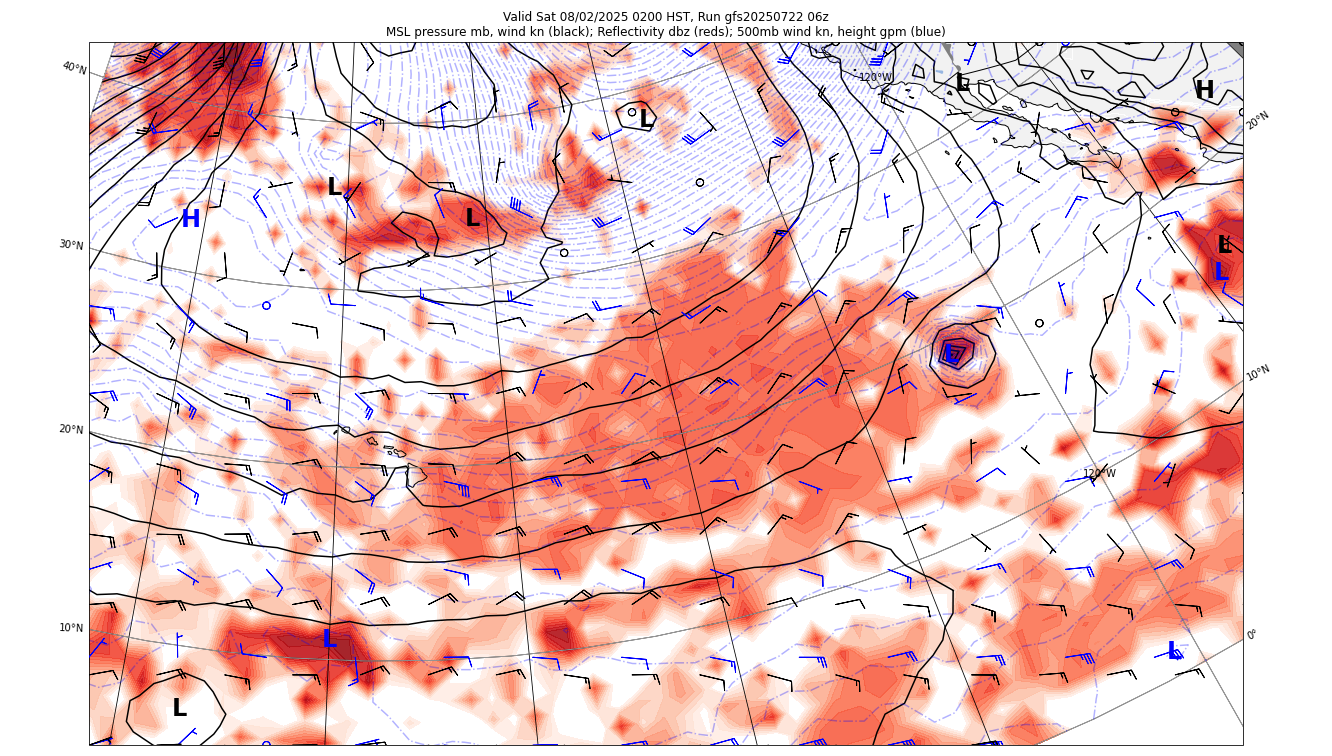 Valid Sat 08/02/2025 0200 HST, Run gfs20250722 06z
MSL pressure mb, wind kn (black); Reflectivity dbz (reds); 500mb wind kn, height gpm (blue)
40°N
120°W
L
H
L
20°N
L
H
L
30°N
L
L
L
10°N
20°N
120°W
10°N
L
0°
L
L